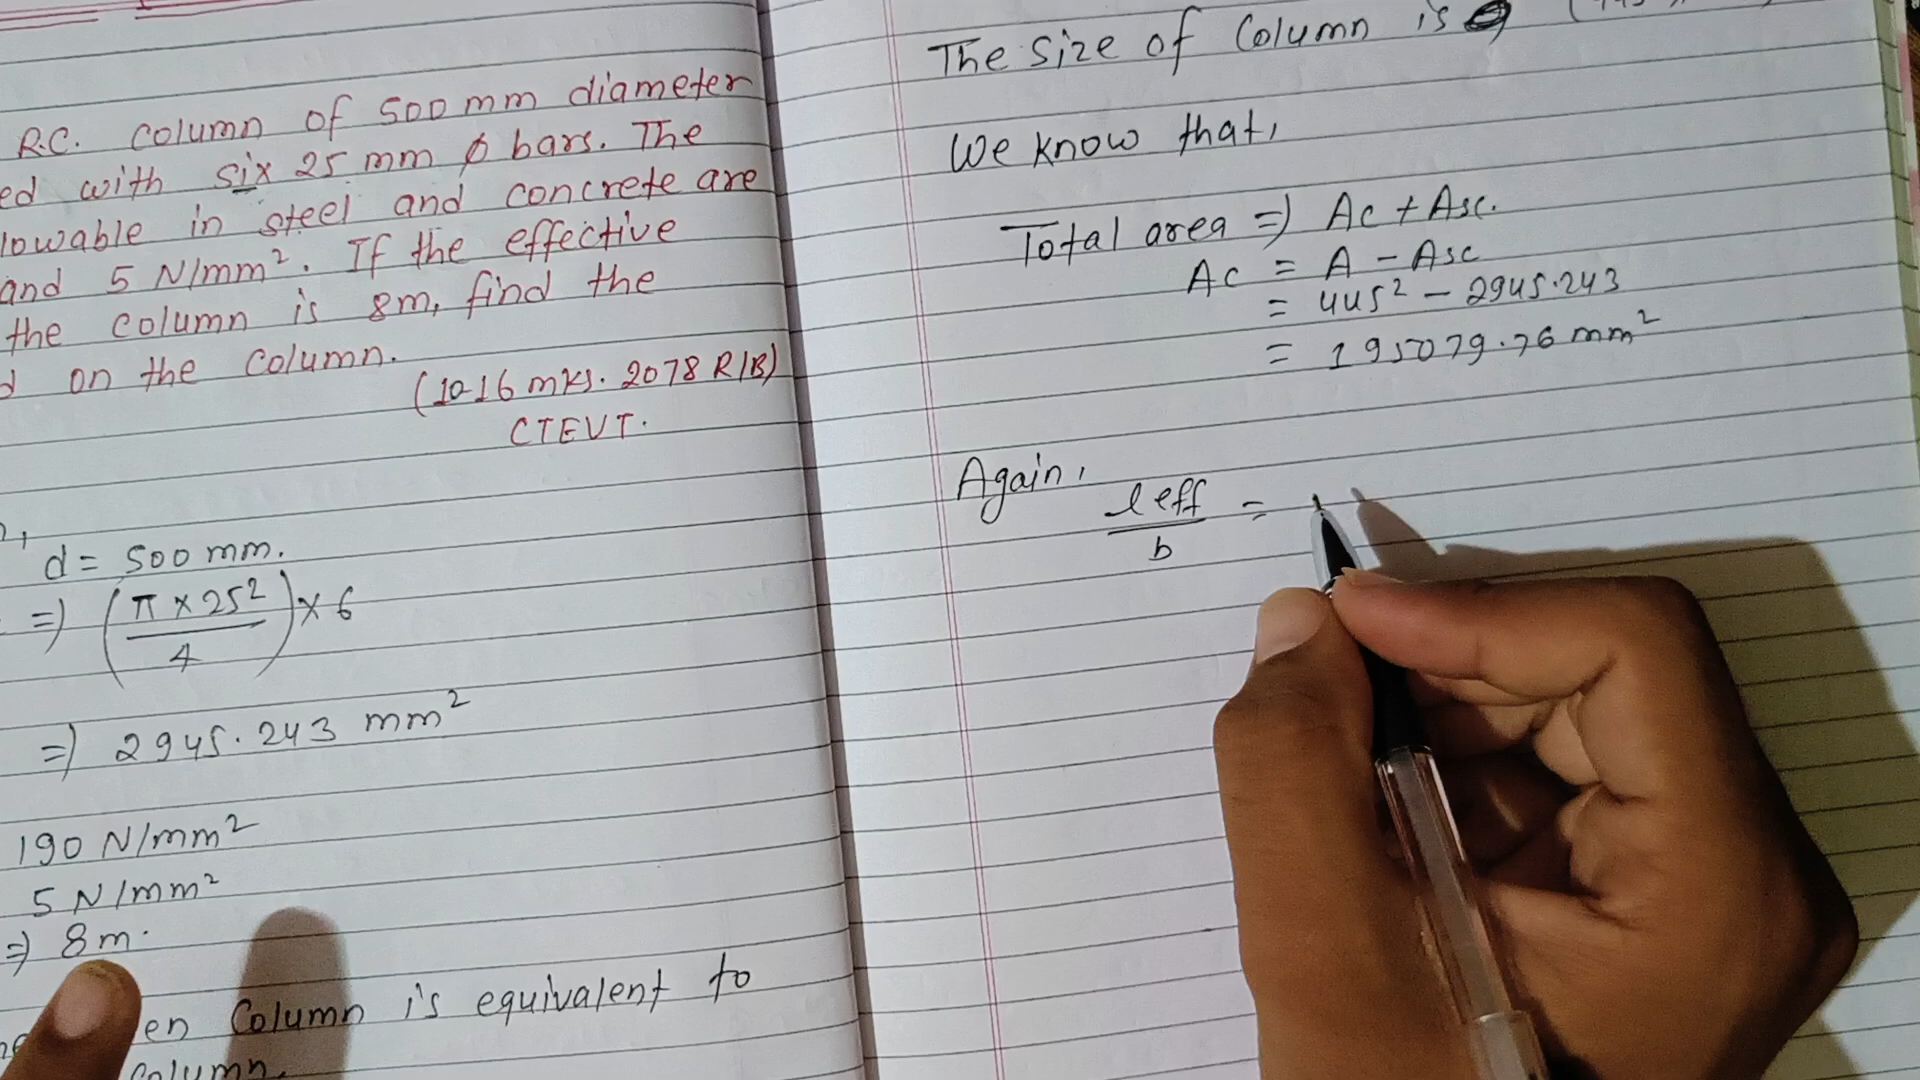 R.C. column of 500 mm diameter
ed with six 25 mm ϕ bars. The
lowable in steel and concrete are
and 5 N/mm². If the effective
the column is 8m, find the
d on the column.
(10-16 mks. 2078 R/B)
CTEVT.
d = 500 mm.
=> (π × 25² / 4) × 6
=> 2945.243 mm²
190 N/mm²
5 N/mm²
=> 8m.
en Column is equivalent to
column.
The size of Column is
We know that,
Total area => Ac + Asc.
Ac = A - Asc
= 445² - 2945.243
= 195079.76 mm²
Again,
leff / b =